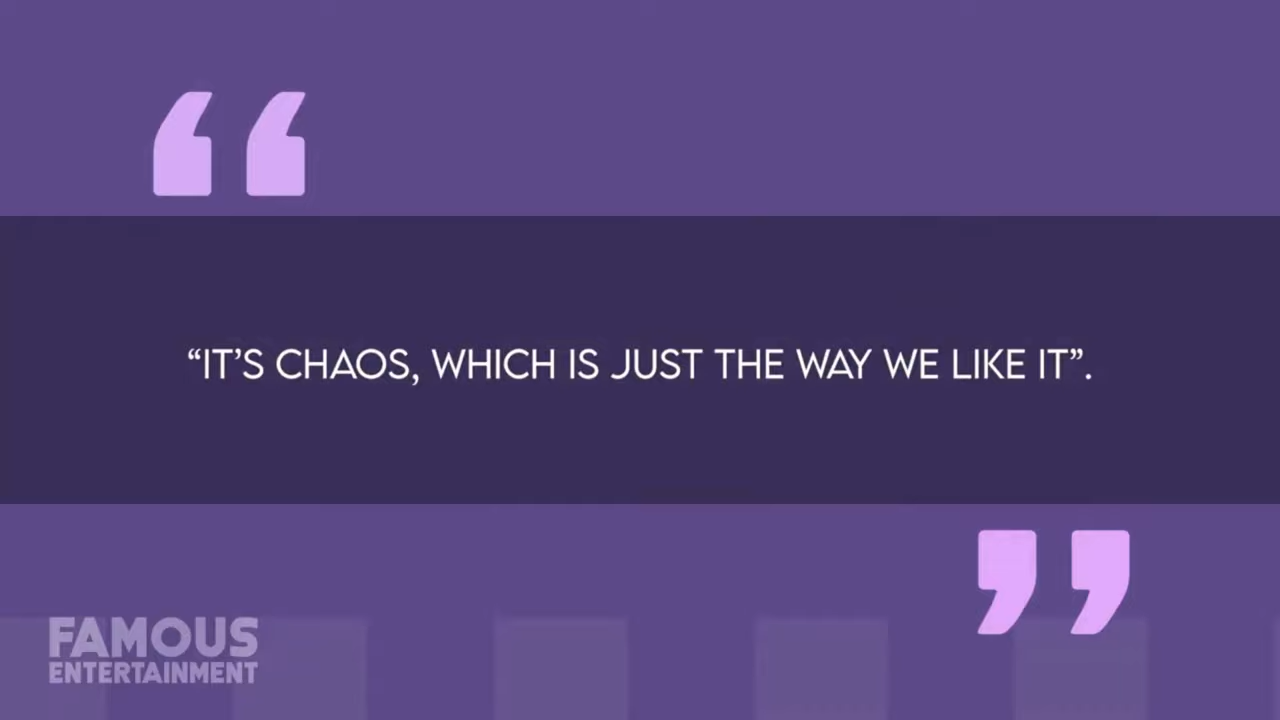 “IT’S CHAOS, WHICH IS JUST THE WAY WE LIKE IT”.
FAMOUS
ENTERTAINMENT